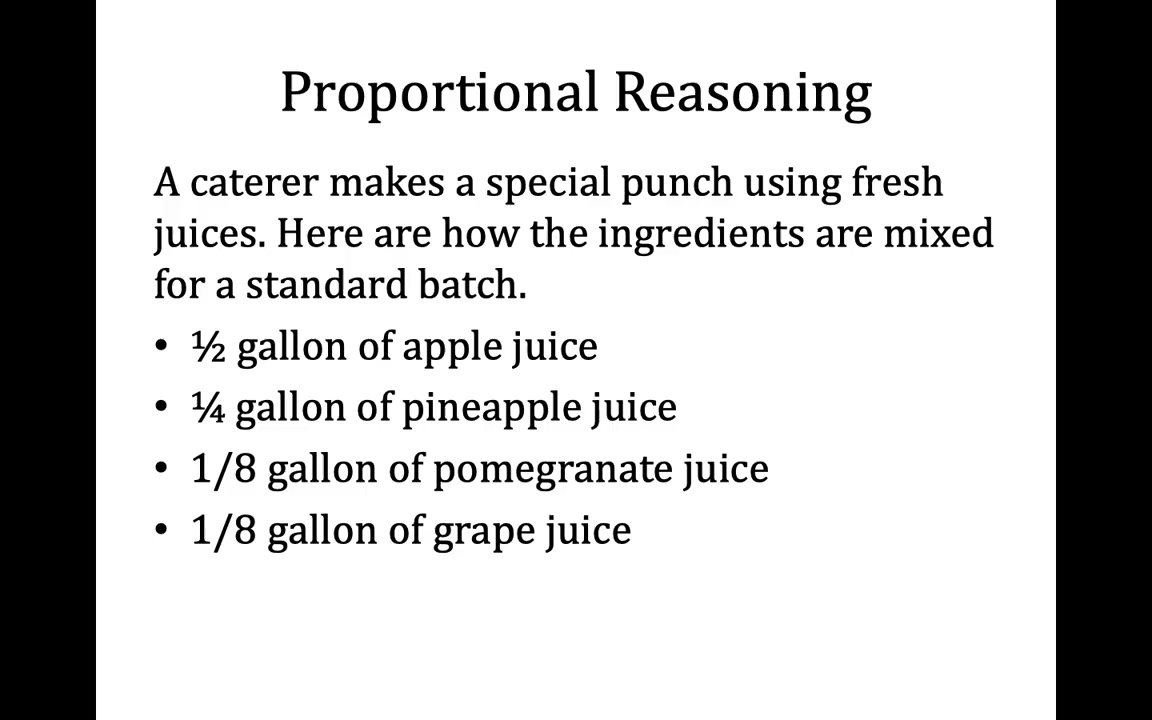 Proportional Reasoning
A caterer makes a special punch using fresh
juices. Here are how the ingredients are mixed
for a standard batch.
• ½ gallon of apple juice
• ¼ gallon of pineapple juice
• 1/8 gallon of pomegranate juice
• 1/8 gallon of grape juice